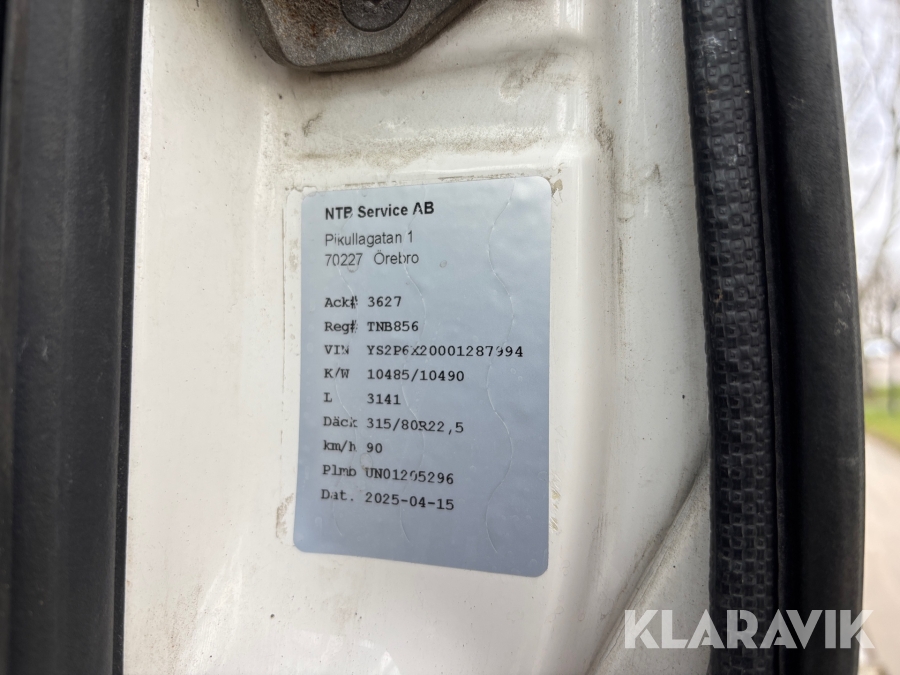 NTB Service AB
Pikullagatan 1
70227 Örebro
Ack# 3627
Reg# TNB856
VIN YS2P6X20001287994
K/W 10485/10490
L 3141
Däck 315/80R22,5
km/h 90
Plmb UN01205296
Dat. 2025-04-15
KLARAVIK